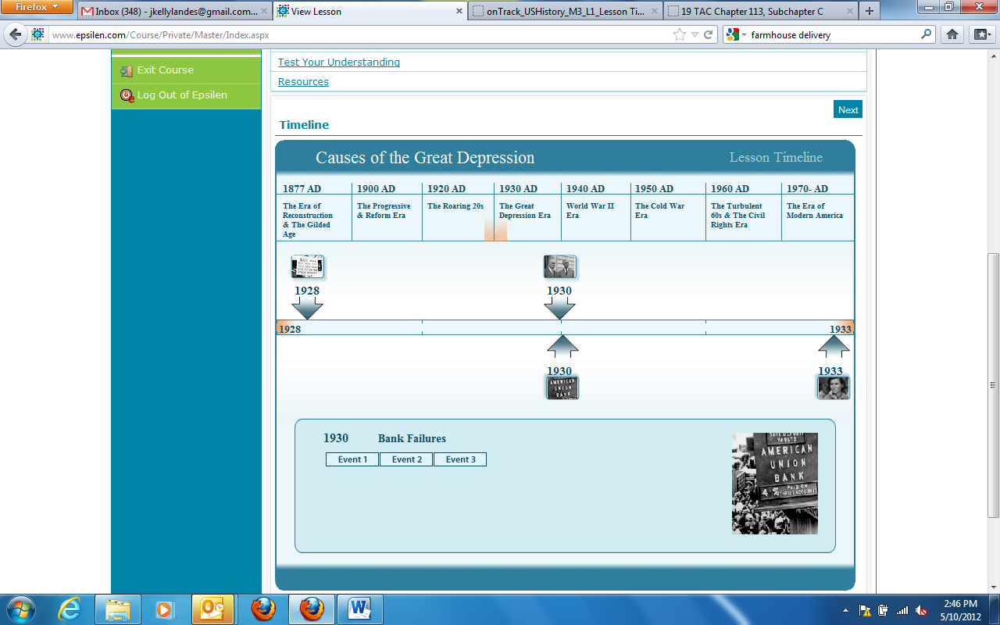 Firefox
Inbox (348) - jkellylandes@gmail.com...
View Lesson
onTrack_USHistory_M3_L1_Lesson Ti...
19 TAC Chapter 113, Subchapter C
www.epsilen.com/Course/Private/Master/Index.aspx
farmhouse delivery
Exit Course
Log Out of Epsilen
Test Your Understanding
Resources
Next
Timeline
Causes of the Great Depression
Lesson Timeline
1877 AD 1900 AD 1920 AD 1930 AD 1940 AD 1950 AD 1960 AD 1970- AD
The Era of Reconstruction & The Gilded Age
The Progressive & Reform Era
The Roaring 20s
The Great Depression Era
World War II Era
The Cold War Era
The Turbulent 60s & The Civil Rights Era
The Era of Modern America
1928
1930
1928
1933
1930
1933
AMERICAN
UNION
BANK
1930 Bank Failures
Event 1 Event 2 Event 3
VAULTS
AMERICAN
UNION
BANK
4% PAID ON
THRIFT ACCOUNTS
2:46 PM
5/10/2012